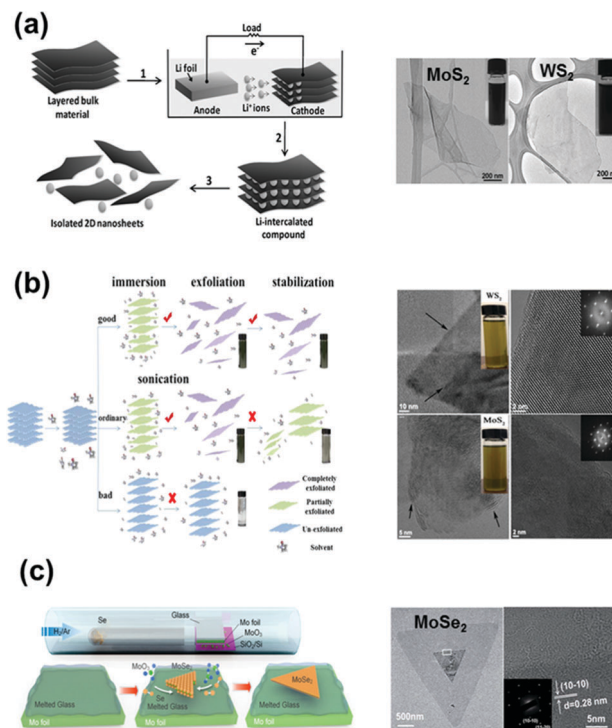 (a)
Load
e⁻
Li foil
Li⁺ ions
Anode
Cathode
Layered bulk
material
1
2
3
Isolated 2D nanosheets
Li-intercalated
compound
MoS₂
WS₂
200 nm
200 nm
(b)
immersion
exfoliation
stabilization
good
sonication
ordinary
bad
Completely
exfoliated
Partially
exfoliated
Un-exfoliated
Solvent
WS₂
10 nm
MoS₂
5 nm
2 nm
(c)
Se
Glass
Mo foil
MoO₃
SiO₂/Si
H₂/Ar
MoO₃
MoSe₂
Se
MoSe₂
Melted Glass
Melted Glass
Melted Glass
Mo foil
Mo foil
MoSe₂
500nm
(10-10)
d=0.28 nm
(10-10)
5nm